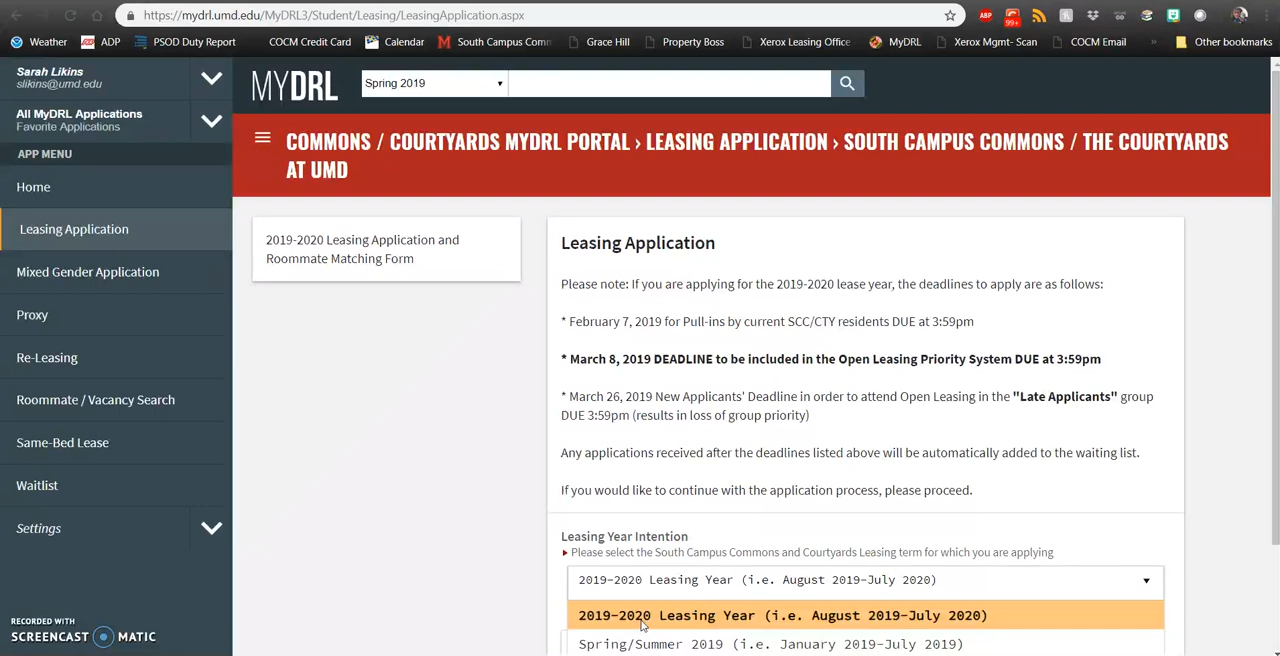 https://mydrl.umd.edu/MyDRL3/Student/Leasing/LeasingApplication.aspx
ABP
99+
Weather
ADP
PSOD Duty Report
COCM Credit Card
Calendar
South Campus Comm
Grace Hill
Property Boss
Xerox Leasing Office
MyDRL
Xerox Mgmt- Scan
COCM Email
»
Other bookmarks
Sarah Likins
slikins@umd.edu
All MyDRL Applications
Favorite Applications
APP MENU
Home
Leasing Application
Mixed Gender Application
Proxy
Re-Leasing
Roommate / Vacancy Search
Same-Bed Lease
Waitlist
Settings
RECORDED WITH
SCREENCAST MATIC
MYDRL
Spring 2019
COMMONS / COURTYARDS MYDRL PORTAL › LEASING APPLICATION › SOUTH CAMPUS COMMONS / THE COURTYARDS
AT UMD
2019-2020 Leasing Application and
Roommate Matching Form
Leasing Application
Please note: If you are applying for the 2019-2020 lease year, the deadlines to apply are as follows:
* February 7, 2019 for Pull-ins by current SCC/CTY residents DUE at 3:59pm
* March 8, 2019 DEADLINE to be included in the Open Leasing Priority System DUE at 3:59pm
* March 26, 2019 New Applicants' Deadline in order to attend Open Leasing in the "Late Applicants" group
DUE 3:59pm (results in loss of group priority)
Any applications received after the deadlines listed above will be automatically added to the waiting list.
If you would like to continue with the application process, please proceed.
Leasing Year Intention
Please select the South Campus Commons and Courtyards Leasing term for which you are applying
2019-2020 Leasing Year (i.e. August 2019-July 2020)
2019-2020 Leasing Year (i.e. August 2019-July 2020)
Spring/Summer 2019 (i.e. January 2019-July 2019)